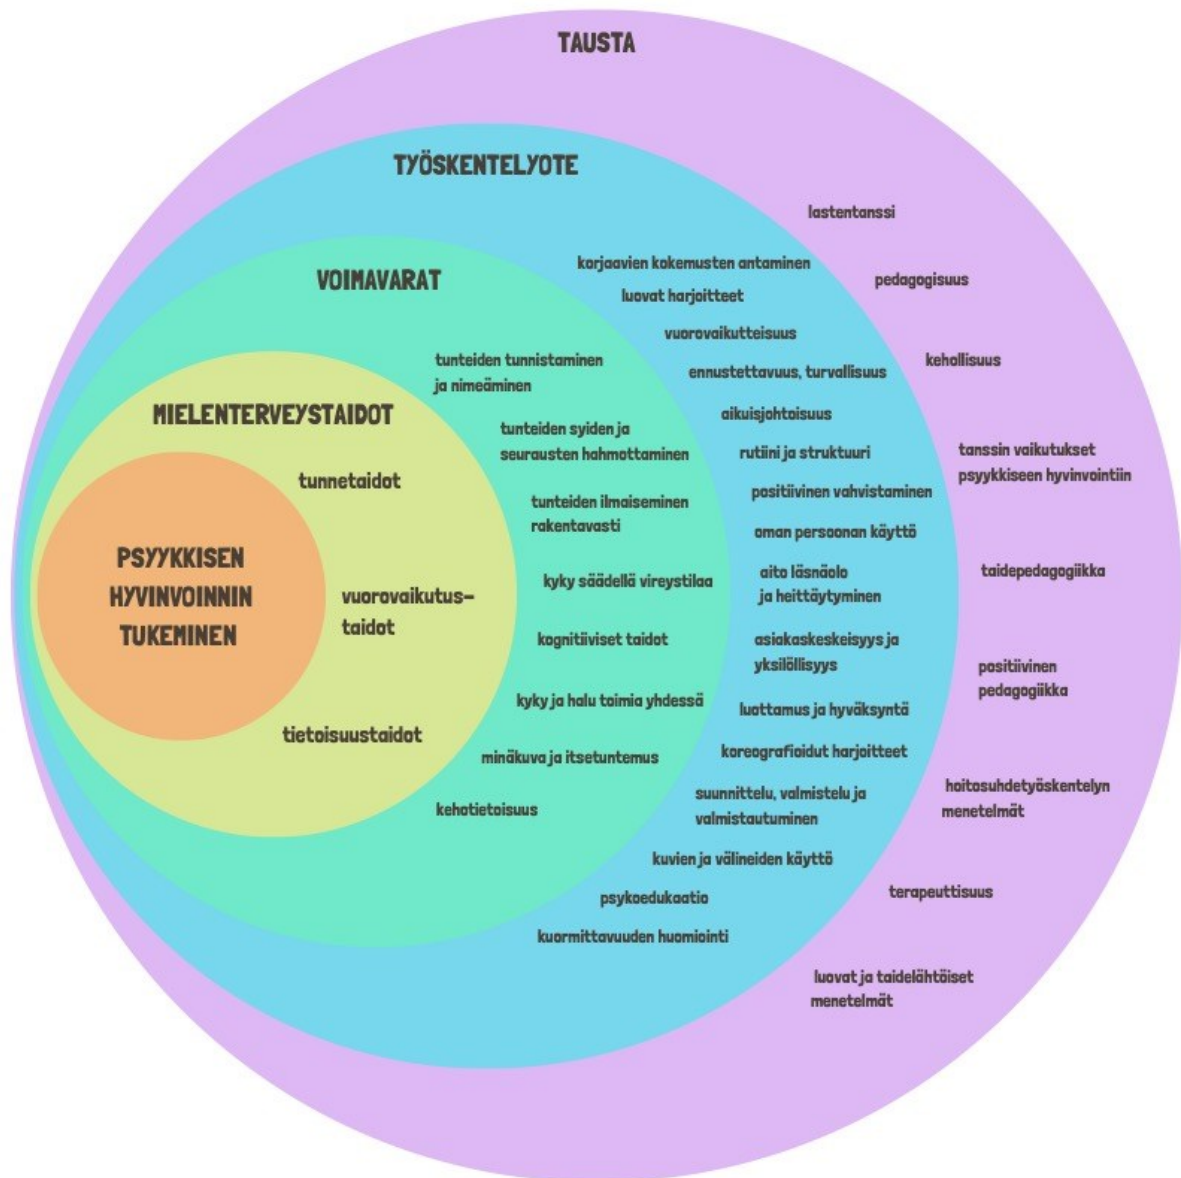 TAUSTA
lastentanssi
pedagogisuus
kehollisuus
tanssin vaikutukset
psyykkiseen hyvinvointiin
taidepedagogiikka
positiivinen
pedagogiikka
hoitosuhdetyöskentelyn
menetelmät
terapeuttisuus
luovat ja taidelähtöiset
menetelmät
TYÖSKENTELYOTE
korjaavien kokemusten antaminen
luovat harjoitteet
vuorovaikutteisuus
ennustettavuus, turvallisuus
aikuisjohtoisuus
rutiini ja struktuuri
positiivinen vahvistaminen
oman persoonan käyttö
aito läsnäolo
ja heittäytyminen
asiakaskeskeisyys ja
yksilöllisyys
luottamus ja hyväksyntä
koreografioidut harjoitteet
suunnittelu, valmistelu ja
valmistautuminen
kuvien ja välineiden käyttö
psykoedukaatio
kuormittavuuden huomiointi
VOIMAVARAT
tunteiden tunnistaminen
ja nimeäminen
tunteiden syiden ja
seurausten hahmottaminen
tunteiden ilmaiseminen
rakentavasti
kyky säädellä vireystilaa
kognitiiviset taidot
kyky ja halu toimia yhdessä
minäkuva ja itsetuntemus
kehotietoisuus
MIELENTERVEYSTAIDOT
tunnetaidot
vuorovaikutus-
taidot
tietoisuustaidot
PSYYKKISEN
HYVINVOINNIN
TUKEMINEN